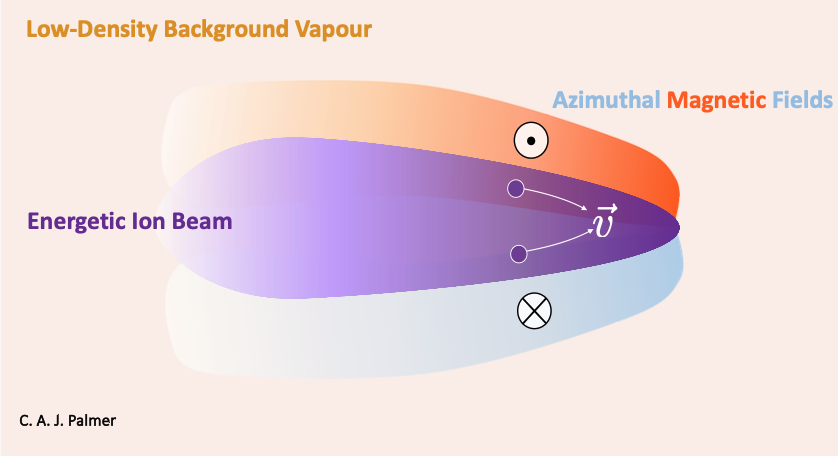 Low-Density Background Vapour
Azimuthal Magnetic Fields
Energetic Ion Beam
v
C. A. J. Palmer